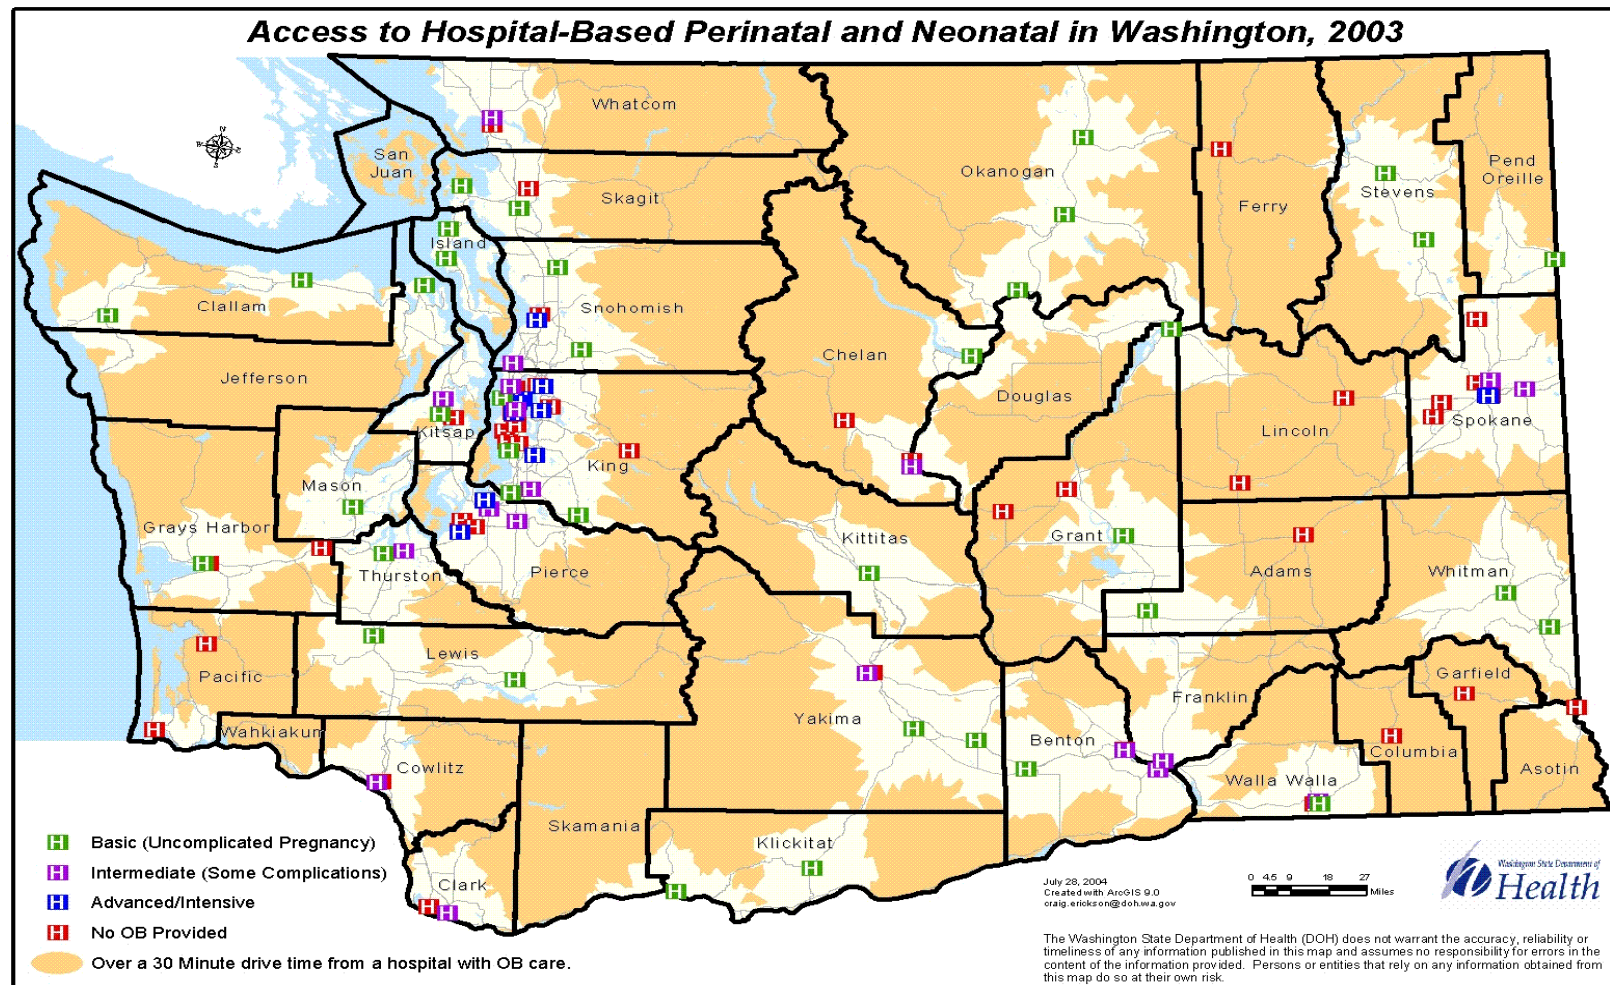 Access to Hospital-Based Perinatal and Neonatal in Washington, 2003
Whatcom
San
Juan
Skagit
Okanogan
Ferry
Stevens
Pend
Oreille
Island
Clallam
Snohomish
Jefferson
Chelan
Douglas
Kitsap
King
Lincoln
Spokane
Mason
Grays Harbor
Kittitas
Grant
Thurston
Pierce
Adams
Whitman
Lewis
Pacific
Garfield
Franklin
Yakima
Wahkiakum
Benton
Columbia
Cowlitz
Walla Walla
Asotin
Skamania
Klickitat
Clark
H Basic (Uncomplicated Pregnancy)
H Intermediate (Some Complications)
H Advanced/Intensive
H No OB Provided
Over a 30 Minute drive time from a hospital with OB care.
July 28, 2004
Created with ArcGIS 9.0
craig.erickson@doh.wa.gov
0 4.5 9 18 27
Miles
Washington State Department of
Health
The Washington State Department of Health (DOH) does not warrant the accuracy, reliability or
timeliness of any information published in this map and assumes no responsibility for errors in the
content of the information provided. Persons or entities that rely on any information obtained from
this map do so at their own risk.